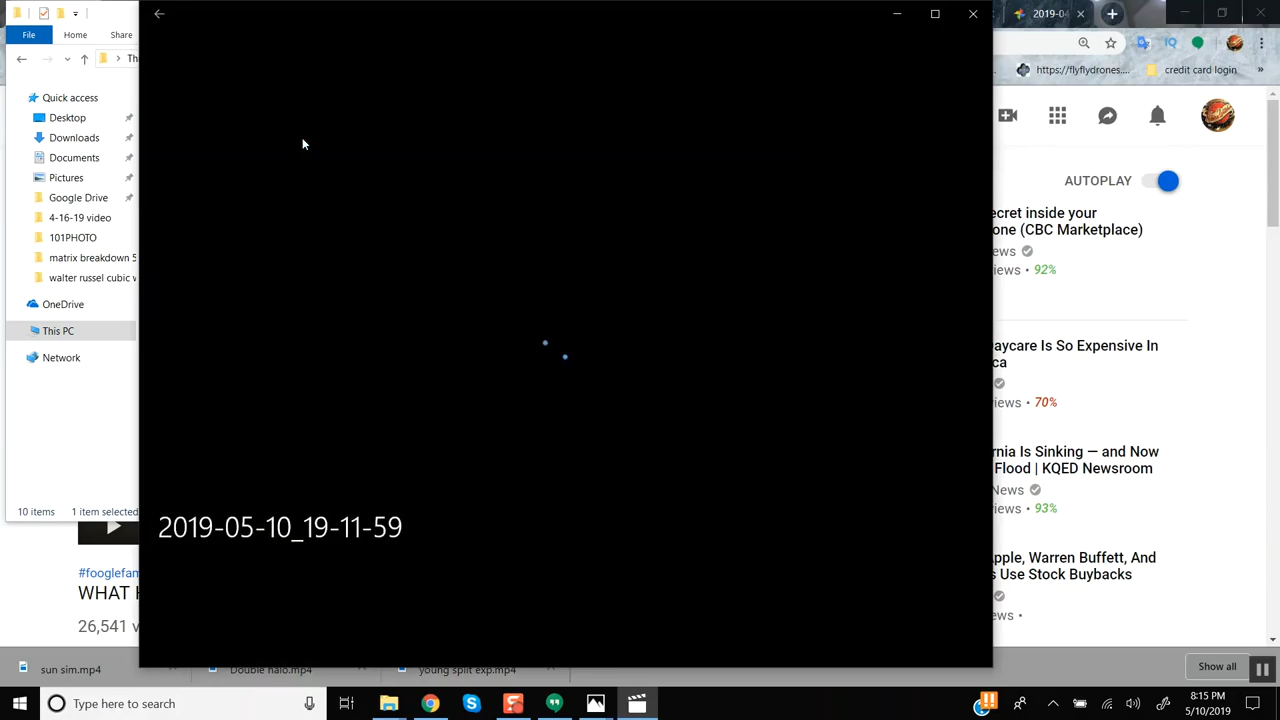 2019-04
https://flyflydrones....
credit card login
»
File
Home
Share
Th
Quick access
Desktop
Downloads
Documents
Pictures
Google Drive
4-16-19 video
101PHOTO
matrix breakdown 5
walter russel cubic w
OneDrive
This PC
Network
10 items
1 item selected
2019-05-10_19-11-59
AUTOPLAY
ecret inside your
one (CBC Marketplace)
ews
iews • 92%
aycare Is So Expensive In
ca
iews • 70%
rnia Is Sinking — and Now
Flood | KQED Newsroom
News
iews • 93%
pple, Warren Buffett, And
s Use Stock Buybacks
ews •
#fooglefam
WHAT H
26,541 v
sun sim.mp4
Double halo.mp4
young split exp.mp4
Show all
Type here to search
8:15 PM
5/10/2019